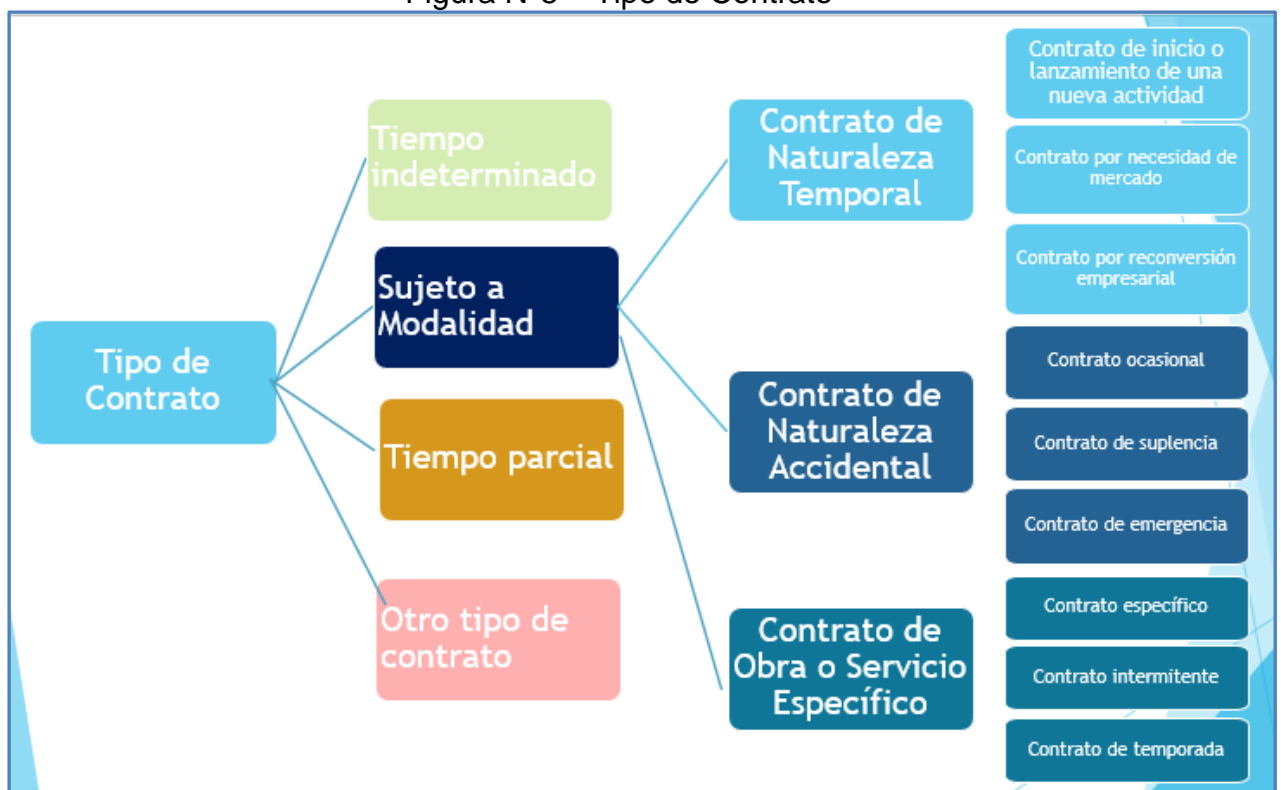 Tipo de
Contrato
Tiempo
indeterminado
Sujeto a
Modalidad
Tiempo parcial
Otro tipo de
contrato
Contrato de
Naturaleza
Temporal
Contrato de
Naturaleza
Accidental
Contrato de
Obra o Servicio
Específico
Contrato de inicio o
lanzamiento de una
nueva actividad
Contrato por necesidad de
mercado
Contrato por reconversión
empresarial
Contrato ocasional
Contrato de suplencia
Contrato de emergencia
Contrato específico
Contrato intermitente
Contrato de temporada